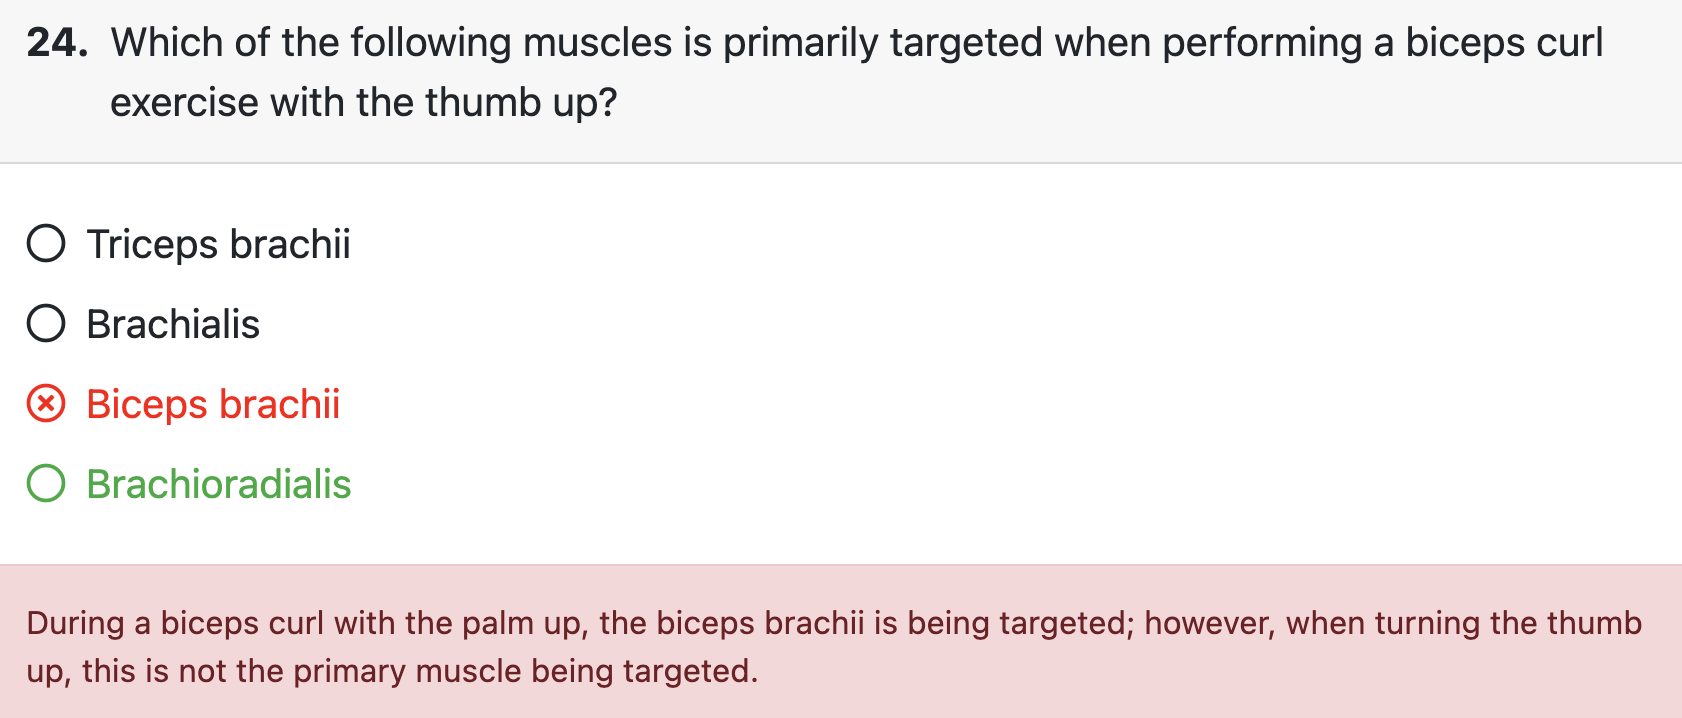 24. Which of the following muscles is primarily targeted when performing a biceps curl
exercise with the thumb up?
Triceps brachii
Brachialis
Biceps brachii
Brachioradialis
During a biceps curl with the palm up, the biceps brachii is being targeted; however, when turning the thumb
up, this is not the primary muscle being targeted.